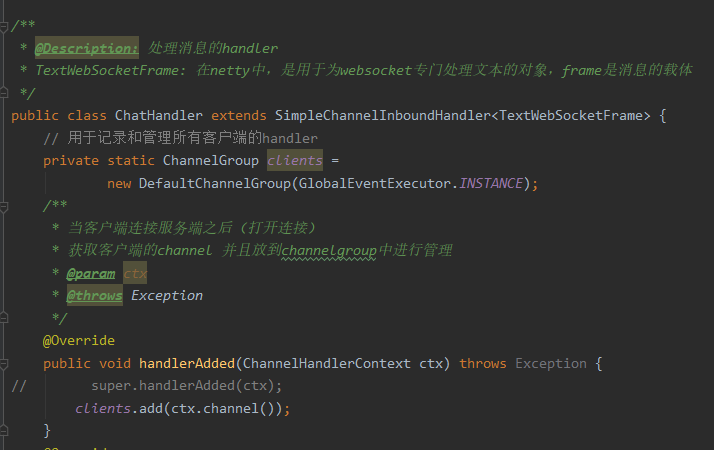 /**
 * @Description: 处理消息的handler
 * TextWebSocketFrame: 在netty中，是用于为websocket专门处理文本的对象，frame是消息的载体
 */
public class ChatHandler extends SimpleChannelInboundHandler<TextWebSocketFrame> {
    // 用于记录和管理所有客户端的handler
    private static ChannelGroup clients =
            new DefaultChannelGroup(GlobalEventExecutor.INSTANCE);
    /**
     * 当客户端连接服务端之后（打开连接）
     * 获取客户端的channel 并且放到channelgroup中进行管理
     * @param ctx
     * @throws Exception
     */
    @Override
    public void handlerAdded(ChannelHandlerContext ctx) throws Exception {
//        super.handlerAdded(ctx);
        clients.add(ctx.channel());
    }